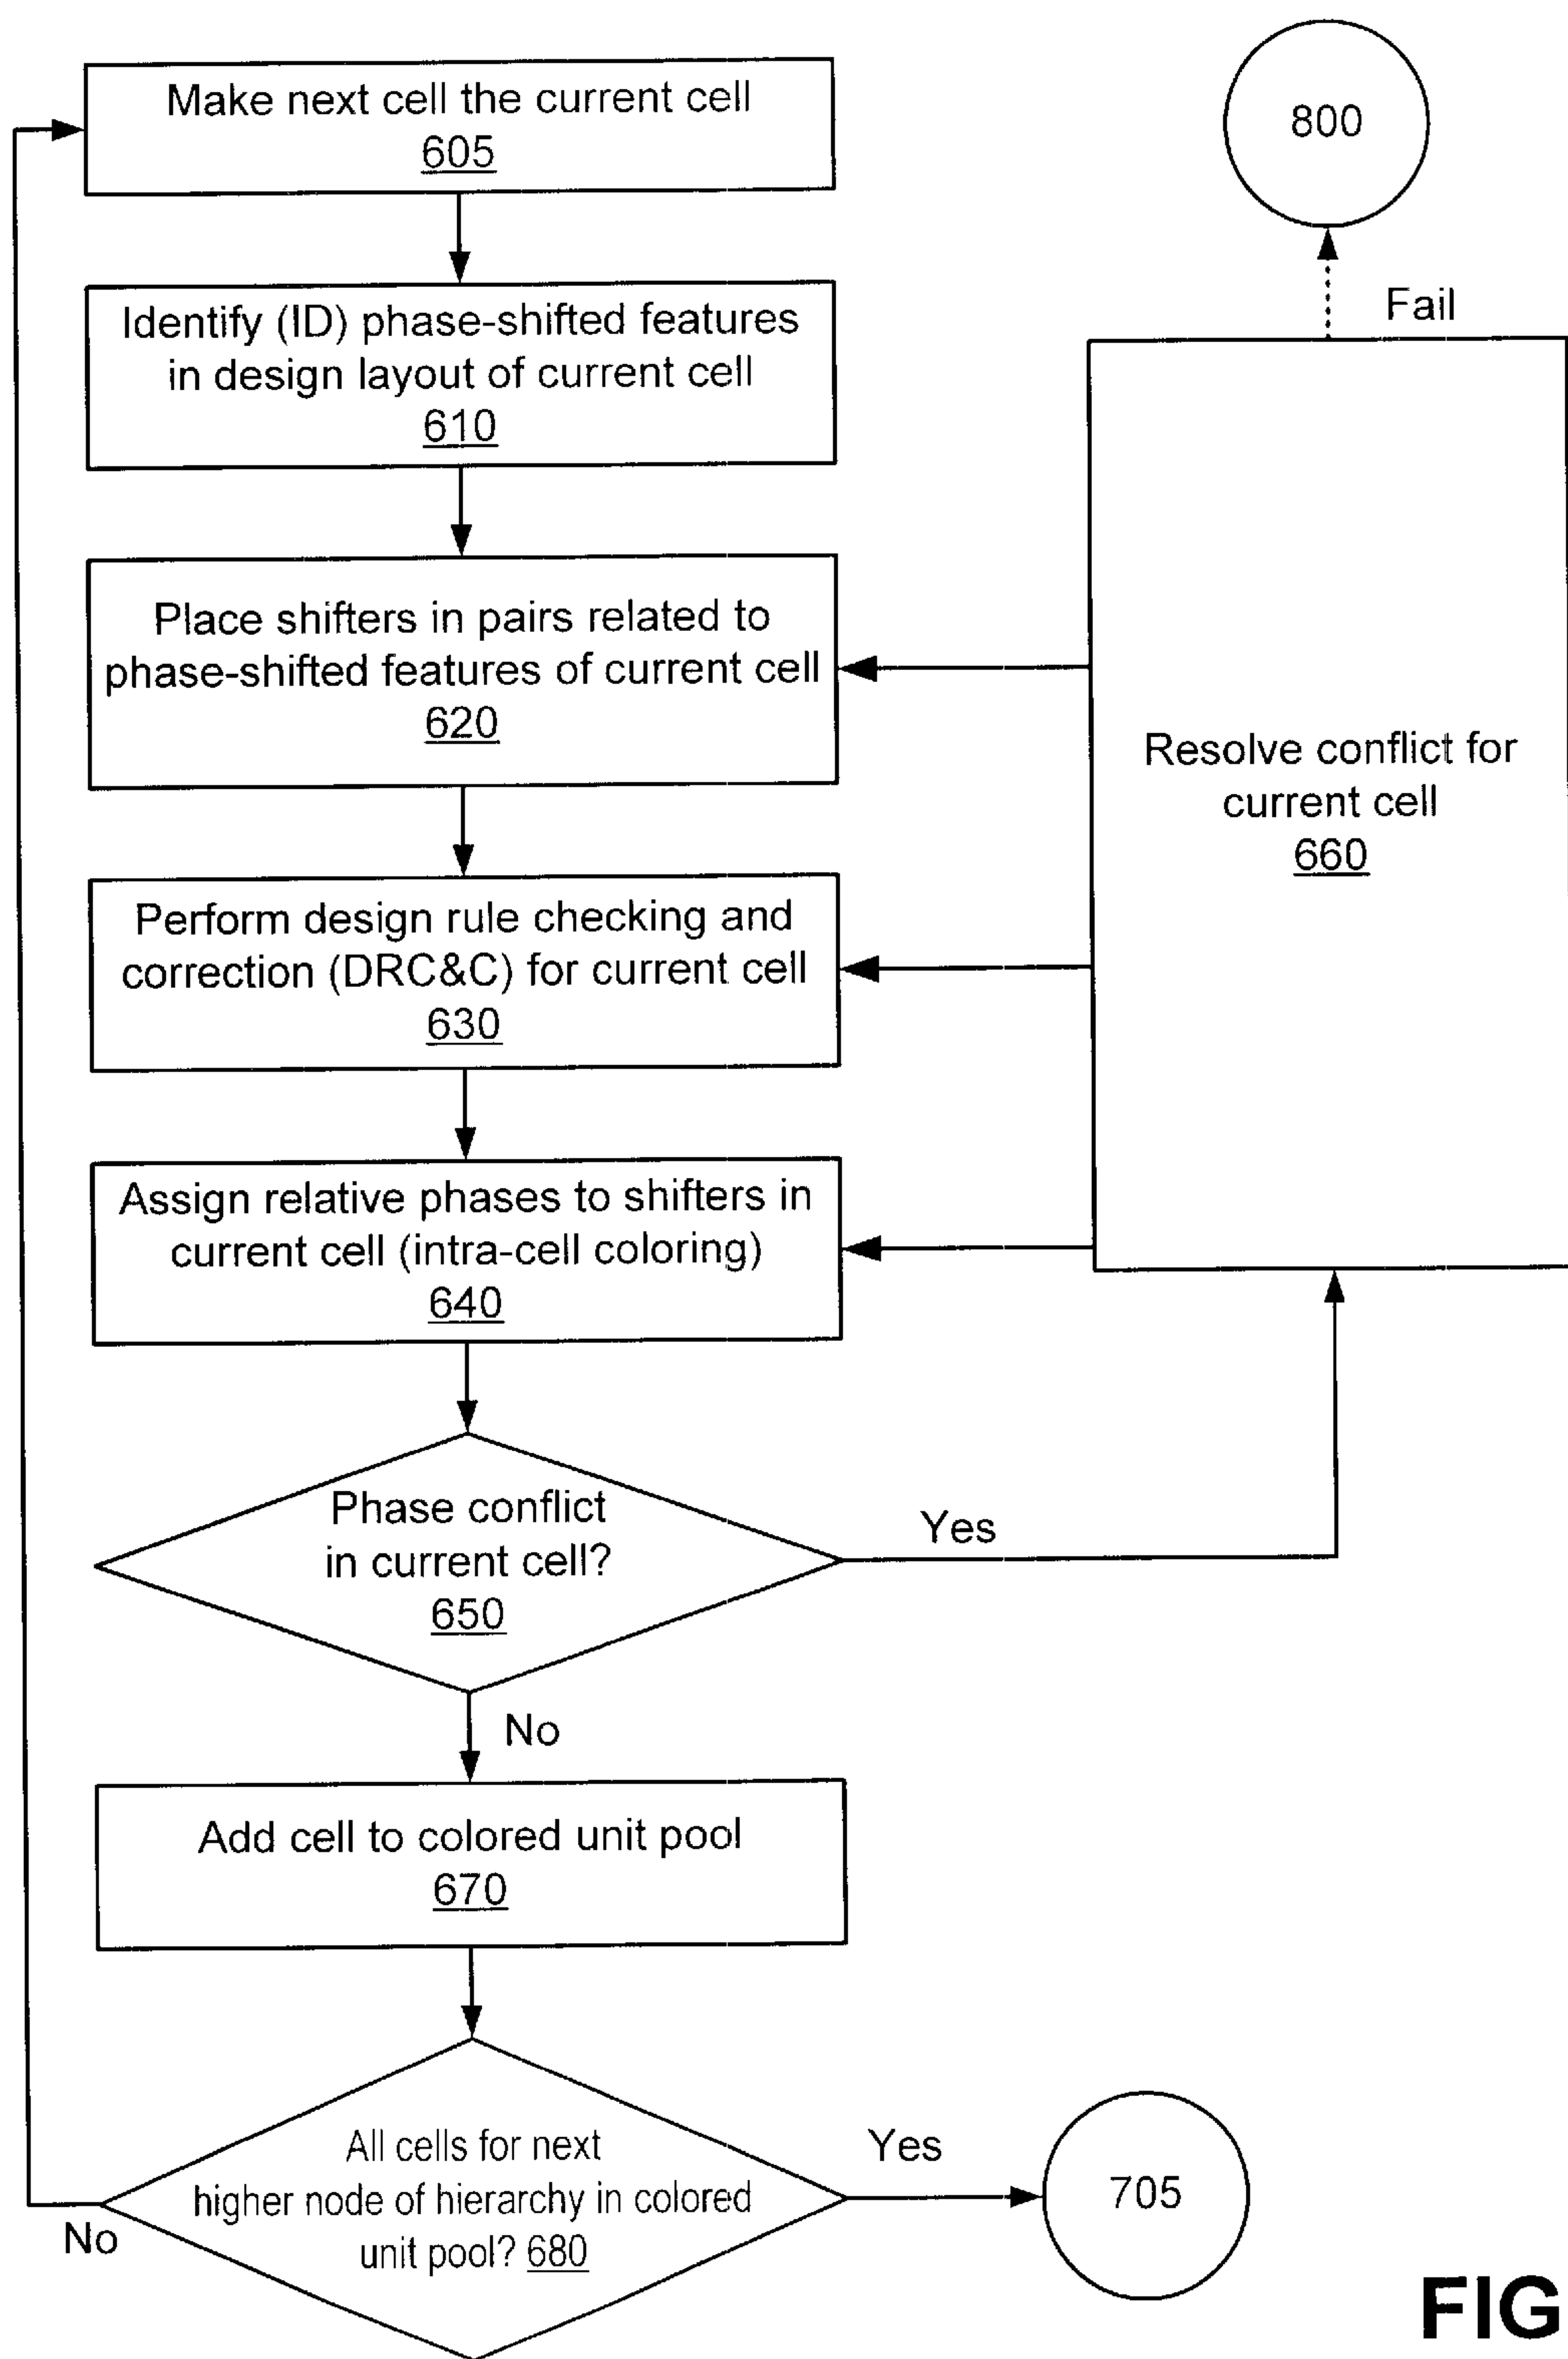 Make next cell the current cell
605
800
Fail
Identify (ID) phase-shifted features
in design layout of current cell
610
Place shifters in pairs related to
phase-shifted features of current cell
620
Resolve conflict for
current cell
660
Perform design rule checking and
correction (DRC&C) for current cell
630
Assign relative phases to shifters in
current cell (intra-cell coloring)
640
Phase conflict
in current cell?
650
Yes
No
Add cell to colored unit pool
670
All cells for next
higher node of hierarchy in colored
unit pool? 680
Yes
705
No
FIG